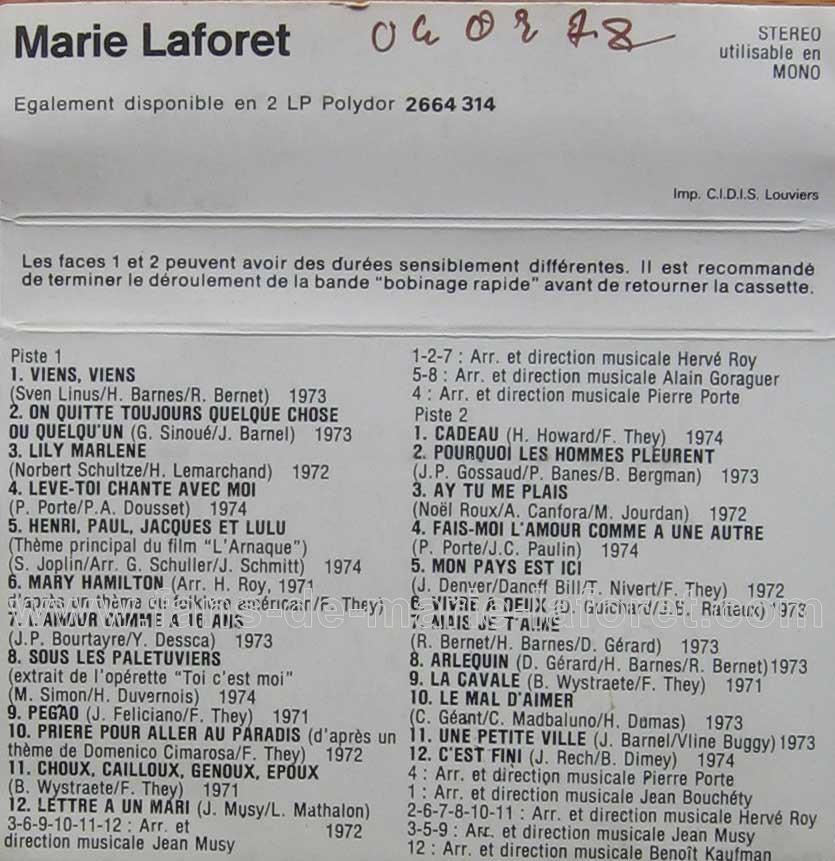 Marie Laforet
STEREO
utilisable en
MONO
Egalement disponible en 2 LP Polydor 2664 314
Imp. C.I.D.I.S. Louviers
Les faces 1 et 2 peuvent avoir des durées sensiblement différentes. Il est recommandé
de terminer le déroulement de la bande "bobinage rapide" avant de retourner la cassette.
Piste 1
1. VIENS, VIENS
(Sven Linus/H. Barnes/R. Bernet) 1973
2. ON QUITTE TOUJOURS QUELQUE CHOSE
OU QUELQU'UN (G. Sinoué/J. Barnel) 1973
3. LILY MARLENE
(Norbert Schultze/H. Lemarchand) 1972
4. LEVE-TOI CHANTE AVEC MOI
(P. Porte/P.A. Dousset) 1974
5. HENRI, PAUL, JACQUES ET LULU
(Thème principal du film "L'Arnaque")
(S. Joplin/Arr. G. Schuller/J. Schmitt) 1974
6. MARY HAMILTON (Arr. H. Roy, 1971
d'après un thème du folklore américain/F. They)
7. L'AMOUR COMME A 16 ANS
(J.P. Bourtayre/Y. Dessca) 1973
8. SOUS LES PALETUVIERS
(extrait de l'opérette "Toi c'est moi"
(M. Simon/H. Duvernois) 1974
9. PEGAO (J. Feliciano/F. They) 1971
10. PRIERE POUR ALLER AU PARADIS (d'après un
thème de Domenico Cimarosa/F. They) 1972
11. CHOUX, CAILLOUX, GENOUX, EPOUX
(B. Wystraete/F. They) 1971
12. LETTRE A UN MARI (J. Musy/L. Mathalon)
3-6-9-10-11-12 : Arr. et 1972
direction musicale Jean Musy
1-2-7 : Arr. et direction musicale Hervé Roy
5-8 : Arr. et direction musicale Alain Goraguer
4 : Arr. et direction musicale Pierre Porte
Piste 2
1. CADEAU (H. Howard/F. They) 1974
2. POURQUOI LES HOMMES PLEURENT
(J.P. Gossaud/P. Banes/B. Bergman) 1973
3. AY TU ME PLAIS
(Noël Roux/A. Canfora/M. Jourdan) 1972
4. FAIS-MOI L'AMOUR COMME A UNE AUTRE
(P. Porte/J.C. Paulin) 1974
5. MON PAYS EST ICI
(J. Denver/Danoff Bill/T. Nivert/F. They) 1972
6. VIVRE A DEUX (D. Guichard/J.B. Rateaux) 1973
7. MAIS JE T'AIME
(R. Bernet/H. Barnes/D. Gérard) 1973
8. ARLEQUIN (D. Gérard/H. Barnes/R. Bernet) 1973
9. LA CAVALE (B. Wystraete/F. They) 1971
10. LE MAL D'AIMER
(C. Géant/C. Madbaluno/H. Dumas) 1973
11. UNE PETITE VILLE (J. Barnel/Vline Buggy) 1973
12. C'EST FINI (J. Rech/B. Dimey) 1974
4 : Arr. et direction musicale Pierre Porte
1 : Arr. et direction musicale Jean Bouchéty
2-6-7-8-10-11 : Arr. et direction musicale Hervé Roy
3-5-9 : Arr. et direction musicale Jean Musy
12 : Arr. et direction musicale Benoît Kaufman
www.fans-de-marie-laforet.com